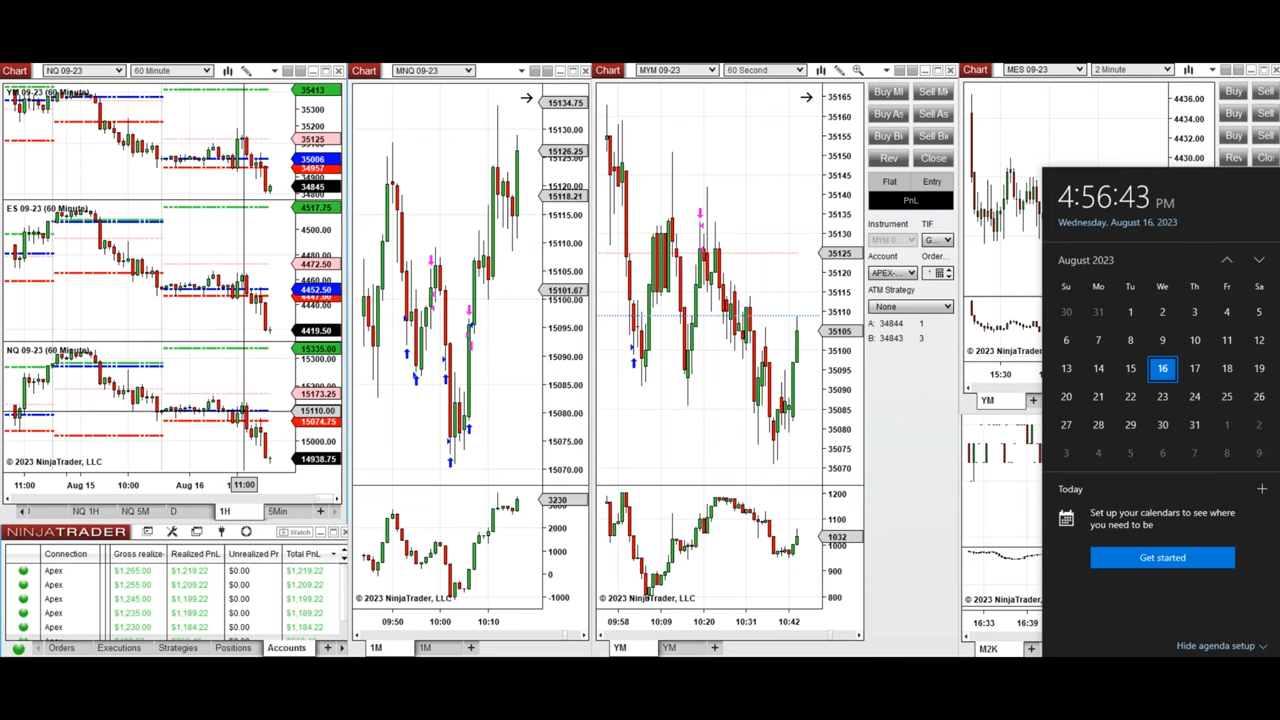 Chart NQ 09-23 60 Minute
YM 09-23 (60 Minute)
35413
35300
35200
35125
35006
34957
34900
34845
34800
ES 09-23 (60 Minute)
4517.75
4500.00
4472.50
4460.00
4452.50
4447.00
4440.00
4419.50
NQ 09-23 (60 Minute)
15335.00
15300.00
15200.00
15173.25
15110.00
15074.75
15000.00
14938.75
© 2023 NinjaTrader, LLC
11:00 Aug 15 10:00 Aug 16 11:00
NQ 1H NQ 5M D 1H 5Min +
NINJATRADER Watch
Connection Gross realize Realized PnL Unrealized Pr Total PnL
Apex $1,265.00 $1,219.22 $0.00 $1,219.22
Apex $1,255.00 $1,209.22 $0.00 $1,209.22
Apex $1,245.00 $1,199.22 $0.00 $1,199.22
Apex $1,235.00 $1,189.22 $0.00 $1,189.22
Apex $1,230.00 $1,184.22 $0.00 $1,184.22
Orders Executions Strategies Positions Accounts +
Chart MNQ 09-23
15134.75
15130.00
15126.25
15125.00
15120.00
15118.21
15115.00
15110.00
15105.00
15101.67
15100.00
15095.00
15090.00
15085.00
15080.00
15075.00
15070.00
3230
3000
2000
1000
0
-1000
© 2023 NinjaTrader, LLC
09:50 10:00 10:10
1M 1M +
Chart MYM 09-23 60 Second
35165
35160
35155
35150
35145
35140
35135
35130
35125
35120
35115
35110
35105
35100
35095
35090
35085
35080
35075
35070
1200
1100
1032
900
800
© 2023 NinjaTrader, LLC
09:58 10:09 10:20 10:31 10:42
YM YM +
Buy M Sell M
Buy As Sell As
Buy Bi Sell Bi
Rev Close
Flat Entry
PnL
Instrument TIF
MYM 0 G...
Account Order...
APEX-...
ATM Strategy
None
A: 34844 1
B: 34843 3
Chart MES 09-23 2 Minute
4436.00
4434.00
4432.00
4430.00
Buy Sell
Buy Sell
Buy Sell
Rev Clo
© 2023 NinjaTrader
15:30
YM +
16:33 16:39
M2K +
4:56:43 PM
Wednesday, August 16, 2023
August 2023
Su Mo Tu We Th Fr Sa
30 31 1 2 3 4 5
6 7 8 9 10 11 12
13 14 15 16 17 18 19
20 21 22 23 24 25 26
27 28 29 30 31 1 2
3 4 5 6 7 8 9
Today +
Set up your calendars to see where
you need to be
Get started
Hide agenda setup